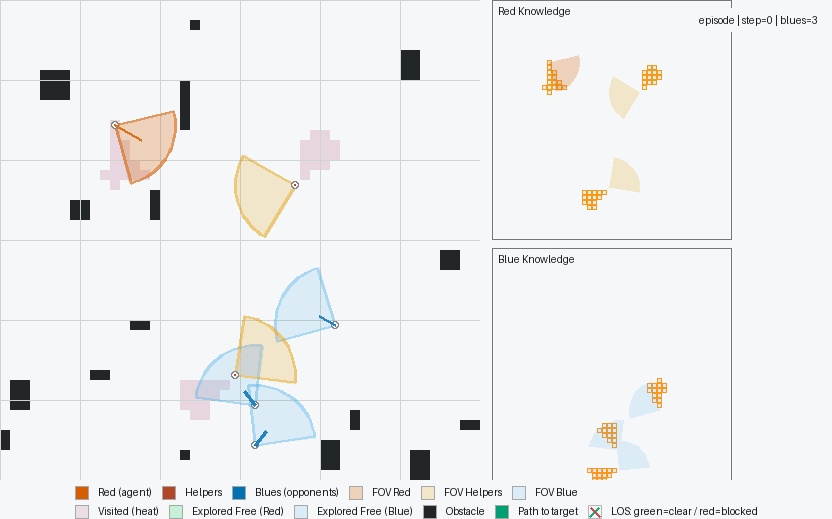 Red Knowledge
episode | step=0 | blues=3
Blue Knowledge
Red (agent)
Helpers
Blues (opponents)
FOV Red
FOV Helpers
FOV Blue
Visited (heat)
Explored Free (Red)
Explored Free (Blue)
Obstacle
Path to target
LOS: green=clear / red=blocked